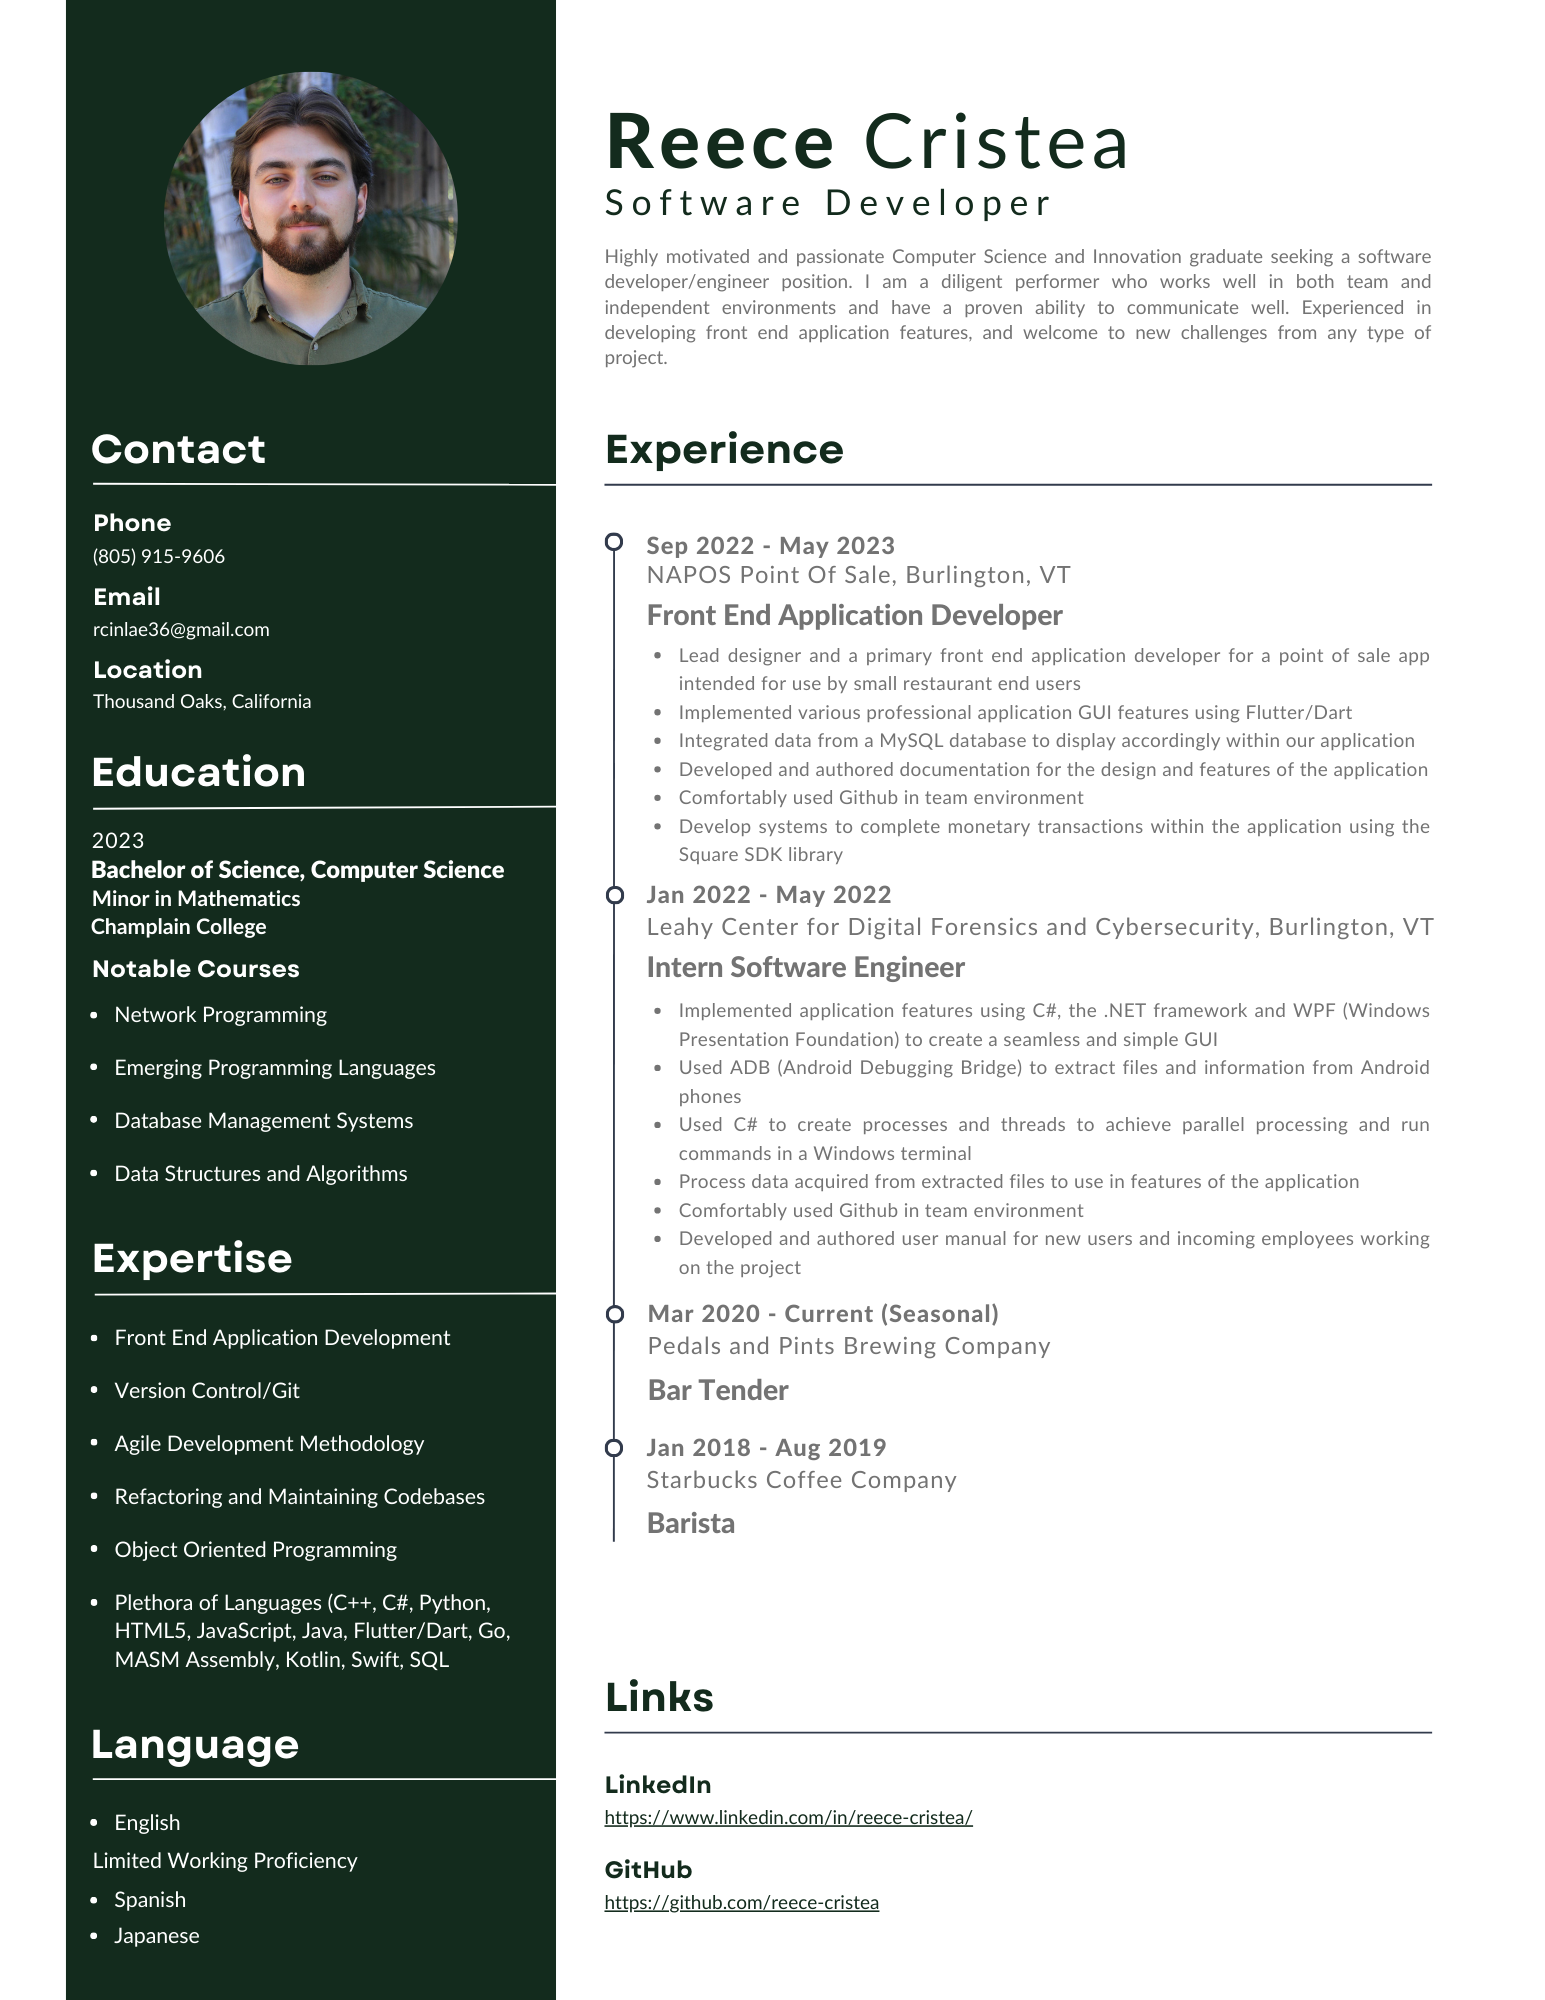 Reece Cristea
Software Developer
Highly motivated and passionate Computer Science and Innovation graduate seeking a software
developer/engineer position. I am a diligent performer who works well in both team and
independent environments and have a proven ability to communicate well. Experienced in
developing front end application features, and welcome to new challenges from any type of
project.
Contact
Phone
(805) 915-9606
Email
rcinlae36@gmail.com
Location
Thousand Oaks, California
Education
2023
Bachelor of Science, Computer Science
Minor in Mathematics
Champlain College
Notable Courses
• Network Programming
• Emerging Programming Languages
• Database Management Systems
• Data Structures and Algorithms
Expertise
• Front End Application Development
• Version Control/Git
• Agile Development Methodology
• Refactoring and Maintaining Codebases
• Object Oriented Programming
• Plethora of Languages (C++, C#, Python,
HTML5, JavaScript, Java, Flutter/Dart, Go,
MASM Assembly, Kotlin, Swift, SQL
Language
• English
Limited Working Proficiency
• Spanish
• Japanese
Experience
Sep 2022 - May 2023
NAPOS Point Of Sale, Burlington, VT
Front End Application Developer
• Lead designer and a primary front end application developer for a point of sale app
intended for use by small restaurant end users
• Implemented various professional application GUI features using Flutter/Dart
• Integrated data from a MySQL database to display accordingly within our application
• Developed and authored documentation for the design and features of the application
• Comfortably used Github in team environment
• Develop systems to complete monetary transactions within the application using the
Square SDK library
Jan 2022 - May 2022
Leahy Center for Digital Forensics and Cybersecurity, Burlington, VT
Intern Software Engineer
• Implemented application features using C#, the .NET framework and WPF (Windows
Presentation Foundation) to create a seamless and simple GUI
• Used ADB (Android Debugging Bridge) to extract files and information from Android
phones
• Used C# to create processes and threads to achieve parallel processing and run
commands in a Windows terminal
• Process data acquired from extracted files to use in features of the application
• Comfortably used Github in team environment
• Developed and authored user manual for new users and incoming employees working
on the project
Mar 2020 - Current (Seasonal)
Pedals and Pints Brewing Company
Bar Tender
Jan 2018 - Aug 2019
Starbucks Coffee Company
Barista
Links
LinkedIn
https://www.linkedin.com/in/reece-cristea/
GitHub
https://github.com/reece-cristea